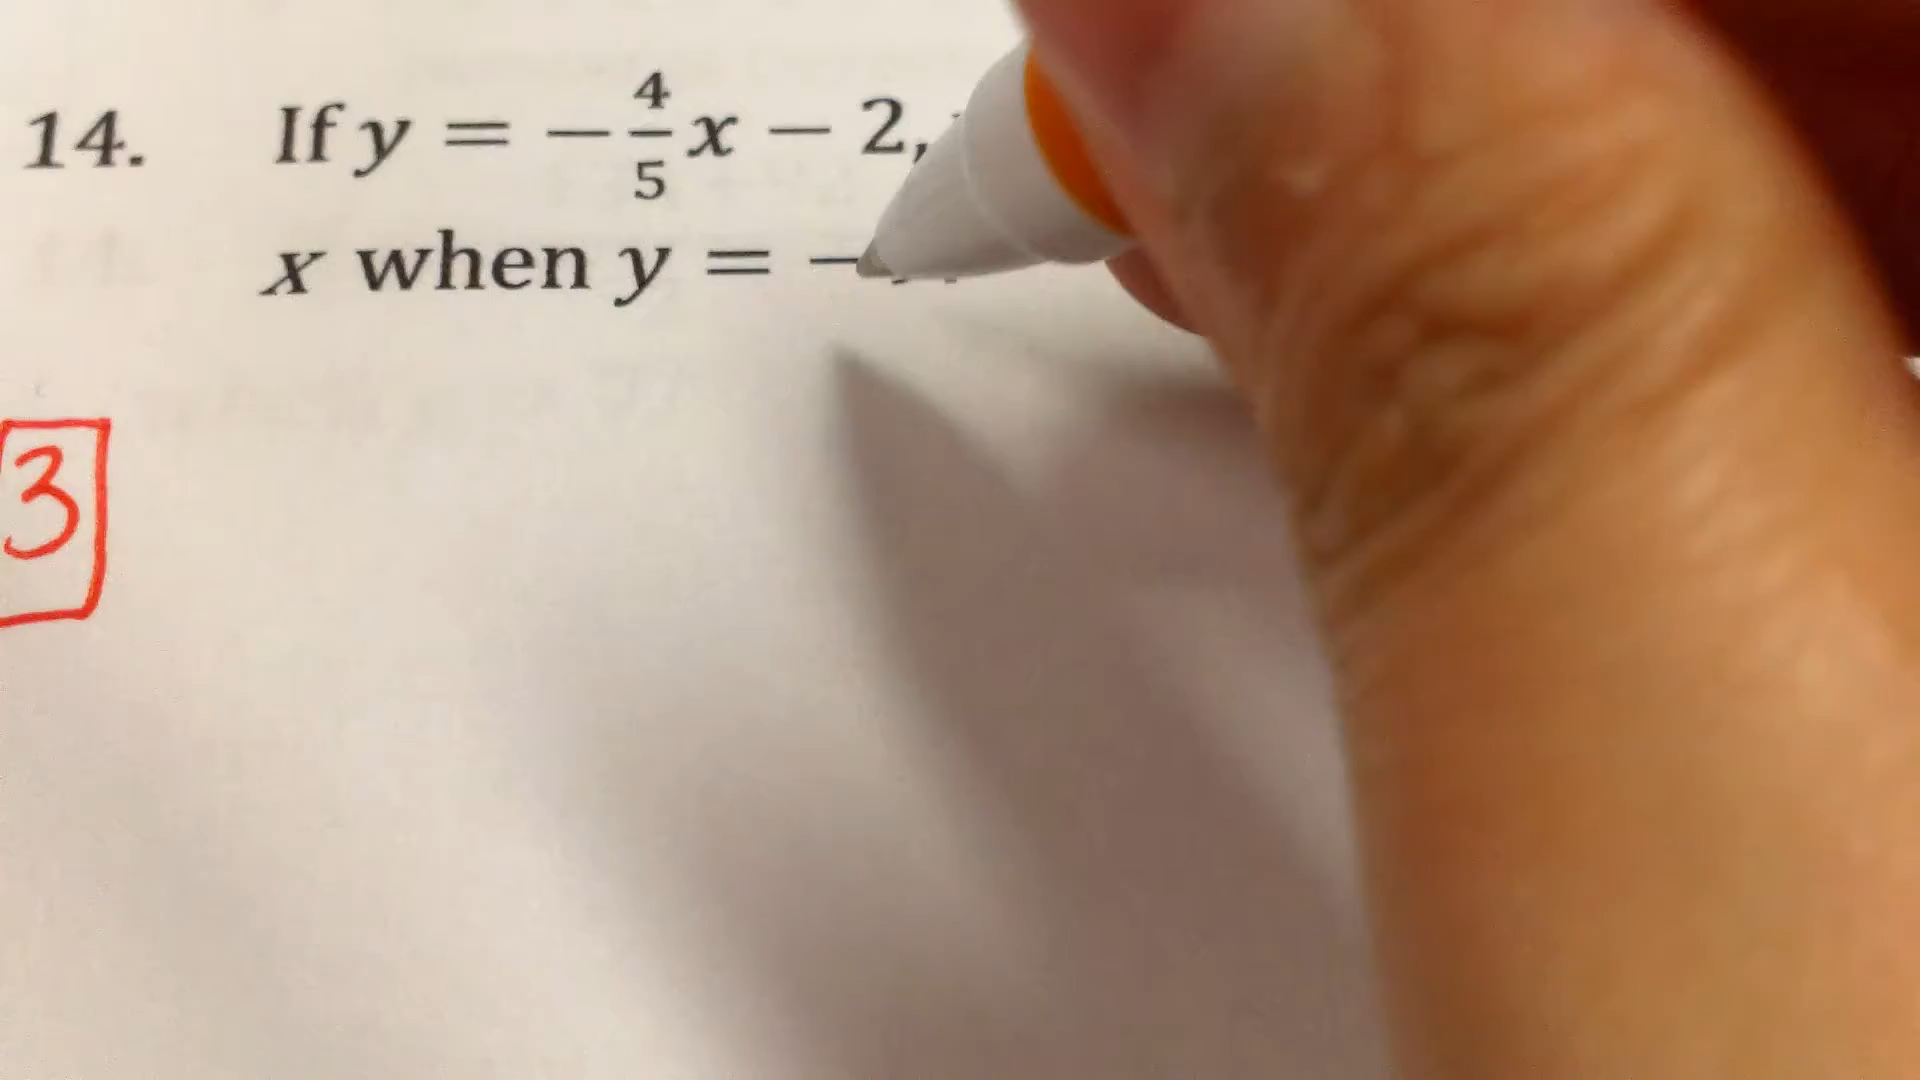 14. If y = -4/5x - 2,
x when y = -
3